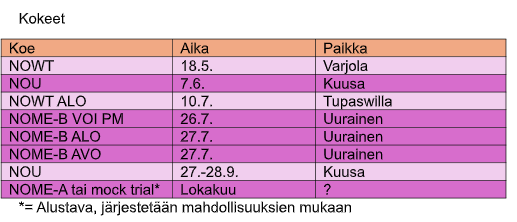 Kokeet
Koe Aika Paikka
NOWT 18.5. Varjola
NOU 7.6. Kuusa
NOWT ALO 10.7. Tupaswilla
NOME-B VOI PM 26.7. Uurainen
NOME-B ALO 27.7. Uurainen
NOME-B AVO 27.7. Uurainen
NOU 27.-28.9. Kuusa
NOME-A tai mock trial* Lokakuu ?
*= Alustava, järjestetään mahdollisuuksien mukaan